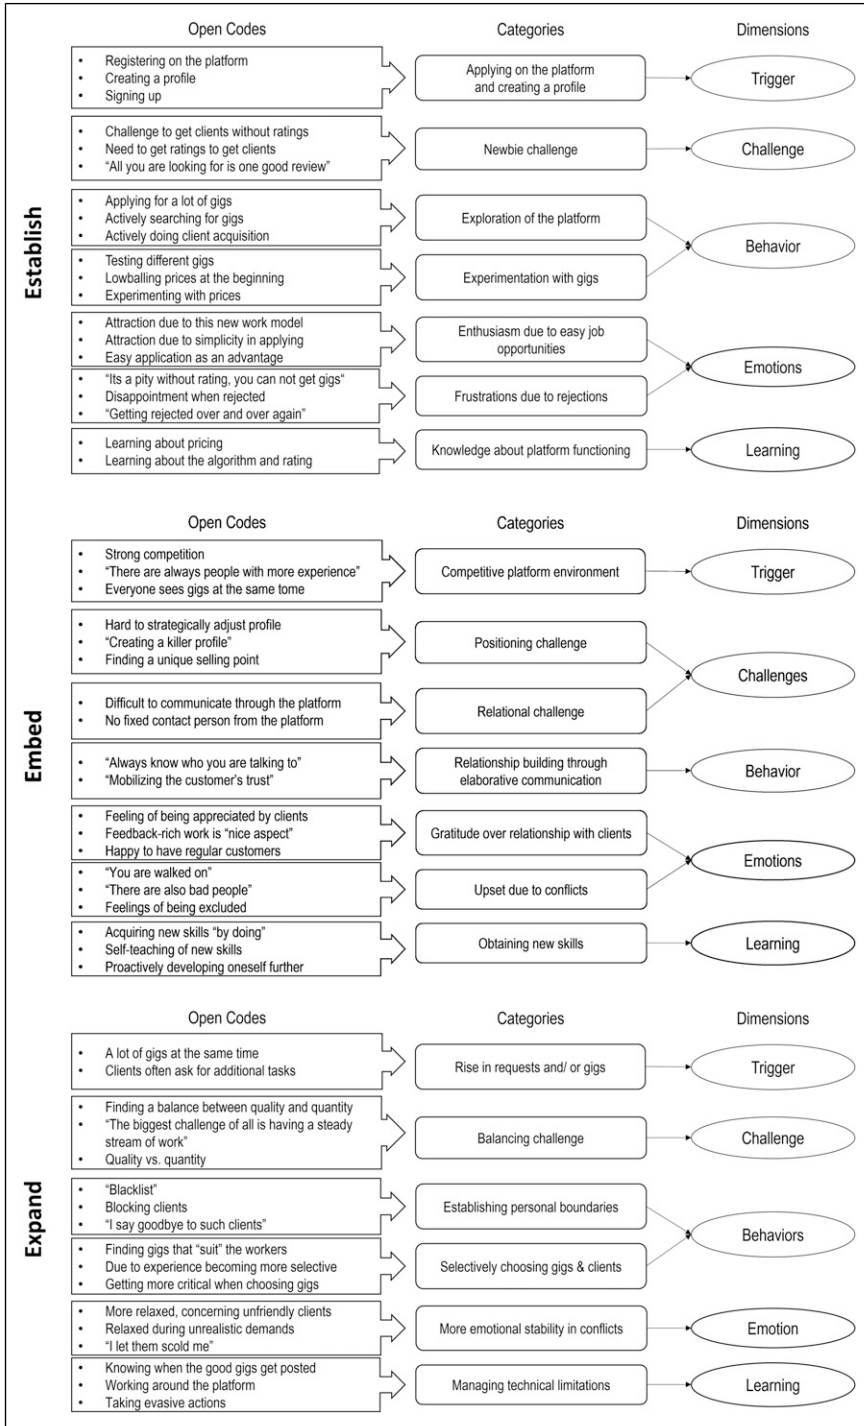 Open Codes
Categories
Dimensions
Establish
• Registering on the platform
• Creating a profile
• Signing up
Applying on the platform
and creating a profile
Trigger
• Challenge to get clients without ratings
• Need to get ratings to get clients
• “All you are looking for is one good review”
Newbie challenge
Challenge
• Applying for a lot of gigs
• Actively searching for gigs
• Actively doing client acquisition
Exploration of the platform
Behavior
• Testing different gigs
• Lowballing prices at the beginning
• Experimenting with prices
Experimentation with gigs
• Attraction due to this new work model
• Attraction due to simplicity in applying
• Easy application as an advantage
Enthusiasm due to easy job
opportunities
Emotions
• “Its a pity without rating, you can not get gigs“
• Disappointment when rejected
• “Getting rejected over and over again”
Frustrations due to rejections
• Learning about pricing
• Learning about the algorithm and rating
Knowledge about platform functioning
Learning
Open Codes
Categories
Dimensions
Embed
• Strong competition
• “There are always people with more experience”
• Everyone sees gigs at the same tome
Competitive platform environment
Trigger
• Hard to strategically adjust profile
• “Creating a killer profile”
• Finding a unique selling point
Positioning challenge
Challenges
• Difficult to communicate through the platform
• No fixed contact person from the platform
Relational challenge
• “Always know who you are talking to”
• “Mobilizing the customer’s trust”
Relationship building through
elaborative communication
Behavior
• Feeling of being appreciated by clients
• Feedback-rich work is “nice aspect”
• Happy to have regular customers
Gratitude over relationship with clients
Emotions
• “You are walked on”
• “There are also bad people”
• Feelings of being excluded
Upset due to conflicts
• Acquiring new skills “by doing”
• Self-teaching of new skills
• Proactively developing oneself further
Obtaining new skills
Learning
Open Codes
Categories
Dimensions
Expand
• A lot of gigs at the same time
• Clients often ask for additional tasks
Rise in requests and/ or gigs
Trigger
• Finding a balance between quality and quantity
• “The biggest challenge of all is having a steady
stream of work”
• Quality vs. quantity
Balancing challenge
Challenge
• “Blacklist”
• Blocking clients
• “I say goodbye to such clients”
Establishing personal boundaries
Behaviors
• Finding gigs that “suit” the workers
• Due to experience becoming more selective
• Getting more critical when choosing gigs
Selectively choosing gigs & clients
• More relaxed, concerning unfriendly clients
• Relaxed during unrealistic demands
• “I let them scold me”
More emotional stability in conflicts
Emotion
• Knowing when the good gigs get posted
• Working around the platform
• Taking evasive actions
Managing technical limitations
Learning